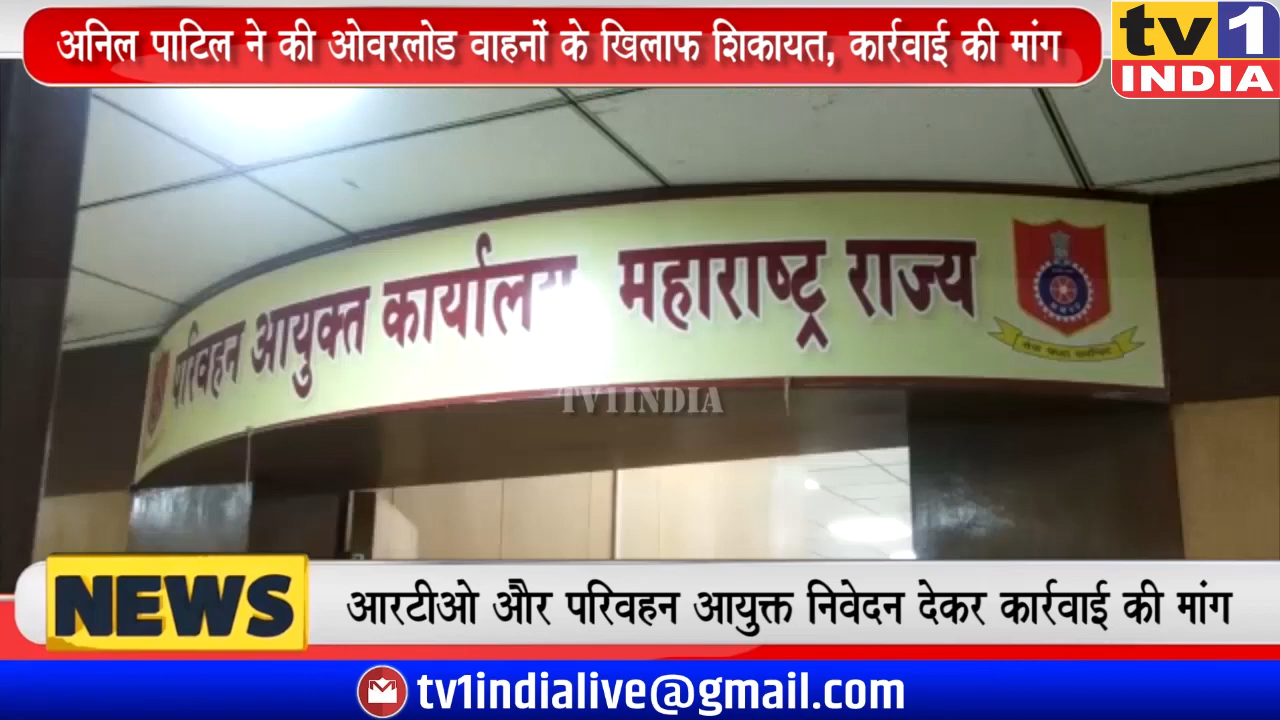 अनिल पाटिल ने की ओवरलोड वाहनों के खिलाफ शिकायत, कार्रवाई की मांग
tv1
INDIA
परिवहन आयुक्त कार्यालय महाराष्ट्र राज्य
TV1INDIA
NEWS
आरटीओ और परिवहन आयुक्त निवेदन देकर कार्रवाई की मांग
tv1indialive@gmail.com